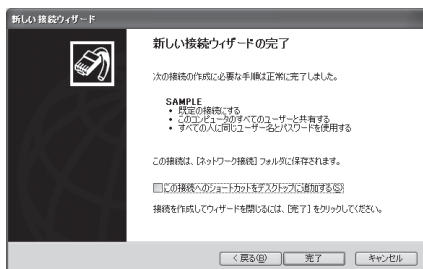 新しい接続ウィザード
新しい接続ウィザードの完了
次の接続の作成に必要な手順は正常に完了しました。
SAMPLE
• 既定の接続にする
• このコンピュータのすべてのユーザーと共有する
• すべての人に同じユーザー名とパスワードを使用する
この接続は、[ネットワーク接続] フォルダに保存されます。
この接続へのショートカットをデスクトップに追加する(S)
接続を作成してウィザードを閉じるには、[完了] をクリックしてください。
< 戻る(B)
完了
キャンセル